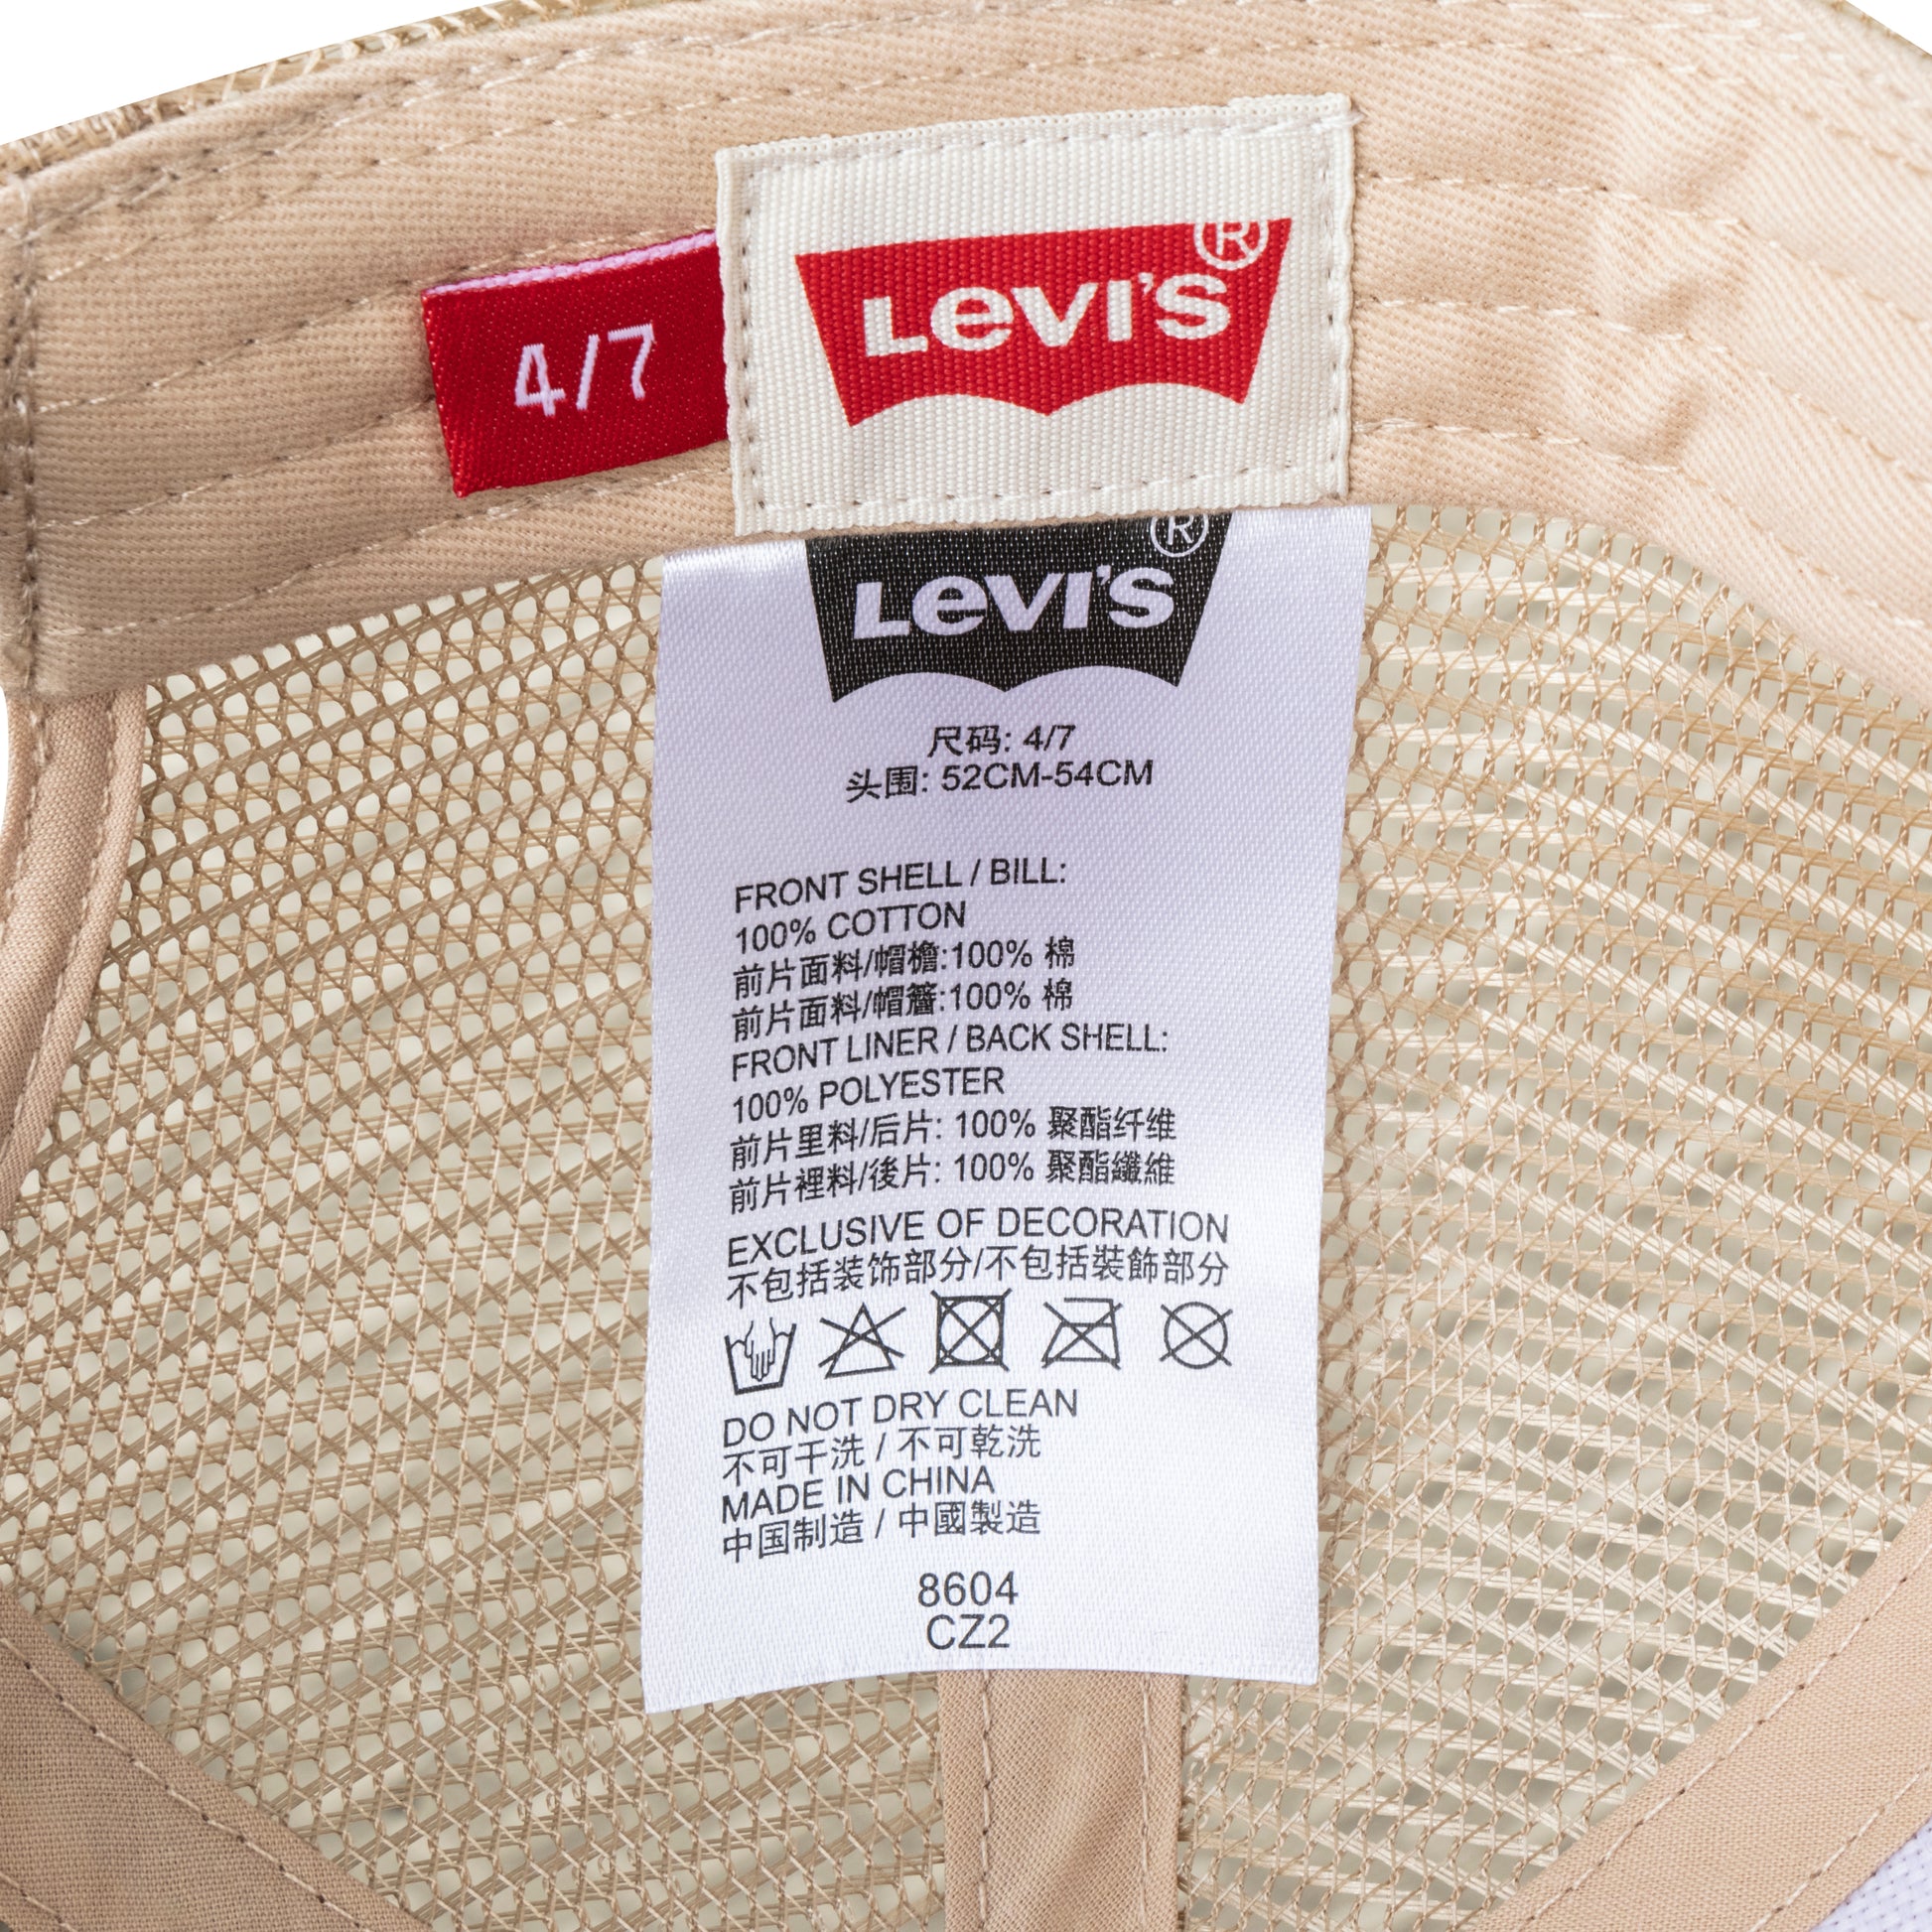 4/7
LEVI'S®
LEVI'S®
尺码: 4/7
头围: 52CM-54CM
FRONT SHELL / BILL:
100% COTTON
前片面料/帽檐:100% 棉
前片面料/帽簷:100% 棉
FRONT LINER / BACK SHELL:
100% POLYESTER
前片里料/后片: 100% 聚酯纤维
前片裡料/後片: 100% 聚酯纖維
EXCLUSIVE OF DECORATION
不包括装饰部分/不包括裝飾部分
DO NOT DRY CLEAN
不可干洗 / 不可乾洗
MADE IN CHINA
中国制造 / 中國製造
8604
CZ2